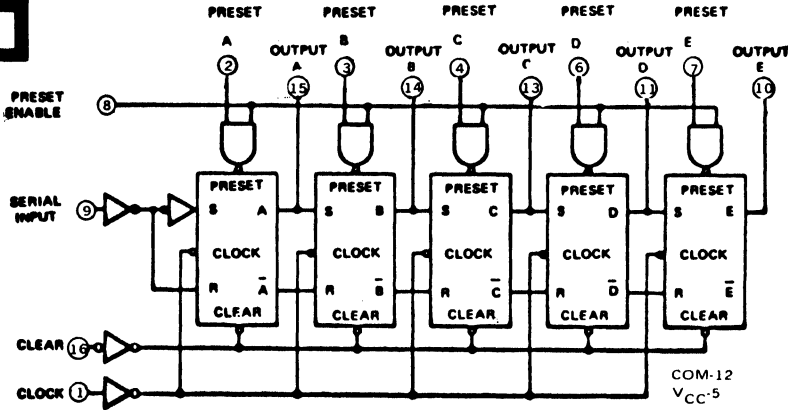 PRESET PRESET PRESET PRESET PRESET
A B C D E
OUTPUT A OUTPUT B OUTPUT C OUTPUT D OUTPUT E
2 3 4 6 7
15 14 13 11 10
PRESET ENABLE 8
PRESET PRESET PRESET PRESET PRESET
SERIAL INPUT 9
S A S B S C S D S E
CLOCK CLOCK CLOCK CLOCK CLOCK
R A̅ R B̅ R C̅ R D̅ R E̅
CLEAR CLEAR CLEAR CLEAR CLEAR
CLEAR 16
CLOCK 1
COM-12
VCC-5